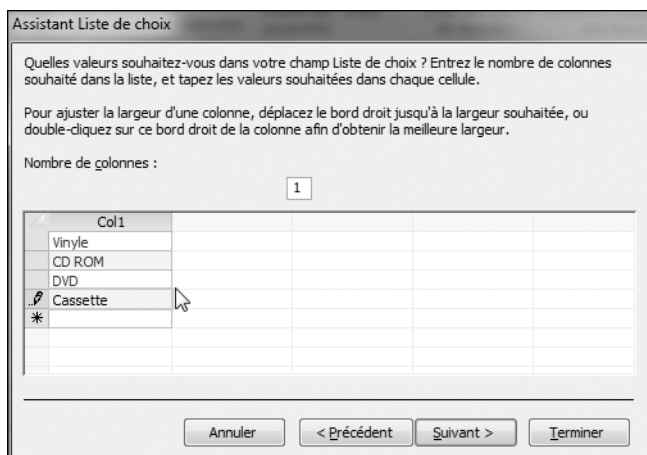 Assistant Liste de choix
Quelles valeurs souhaitez-vous dans votre champ Liste de choix ? Entrez le nombre de colonnes
souhaité dans la liste, et tapez les valeurs souhaitées dans chaque cellule.
Pour ajuster la largeur d'une colonne, déplacez le bord droit jusqu'à la largeur souhaitée, ou
double-cliquez sur ce bord droit de la colonne afin d'obtenir la meilleure largeur.
Nombre de colonnes :
1
Col1
Vinyle
CD ROM
DVD
Cassette
Annuler
< Précédent
Suivant >
Terminer